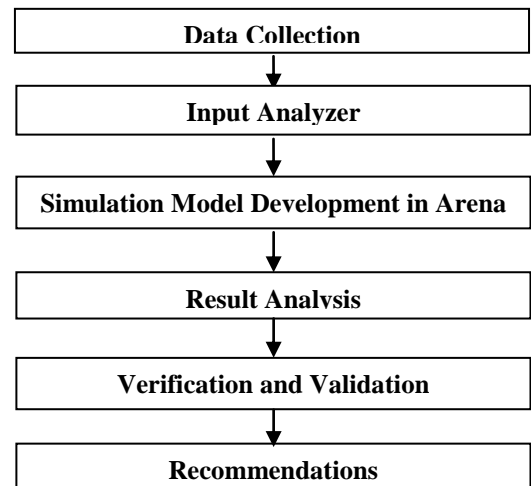 Data Collection
Input Analyzer
Simulation Model Development in Arena
Result Analysis
Verification and Validation
Recommendations